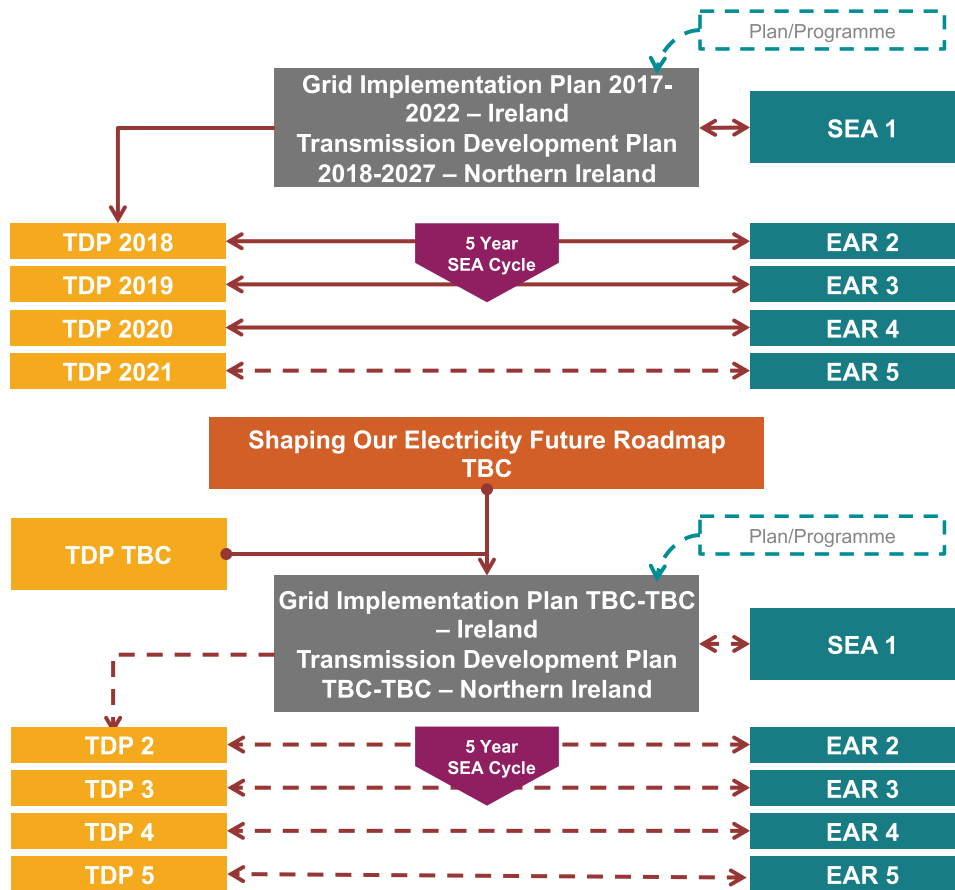 Plan/Programme
Grid Implementation Plan 2017-
2022 – Ireland
Transmission Development Plan
2018-2027 – Northern Ireland
SEA 1
TDP 2018
5 Year
SEA Cycle
EAR 2
TDP 2019
EAR 3
TDP 2020
EAR 4
TDP 2021
EAR 5
Shaping Our Electricity Future Roadmap
TBC
TDP TBC
Plan/Programme
Grid Implementation Plan TBC-TBC
– Ireland
Transmission Development Plan
TBC-TBC – Northern Ireland
SEA 1
TDP 2
5 Year
SEA Cycle
EAR 2
TDP 3
EAR 3
TDP 4
EAR 4
TDP 5
EAR 5